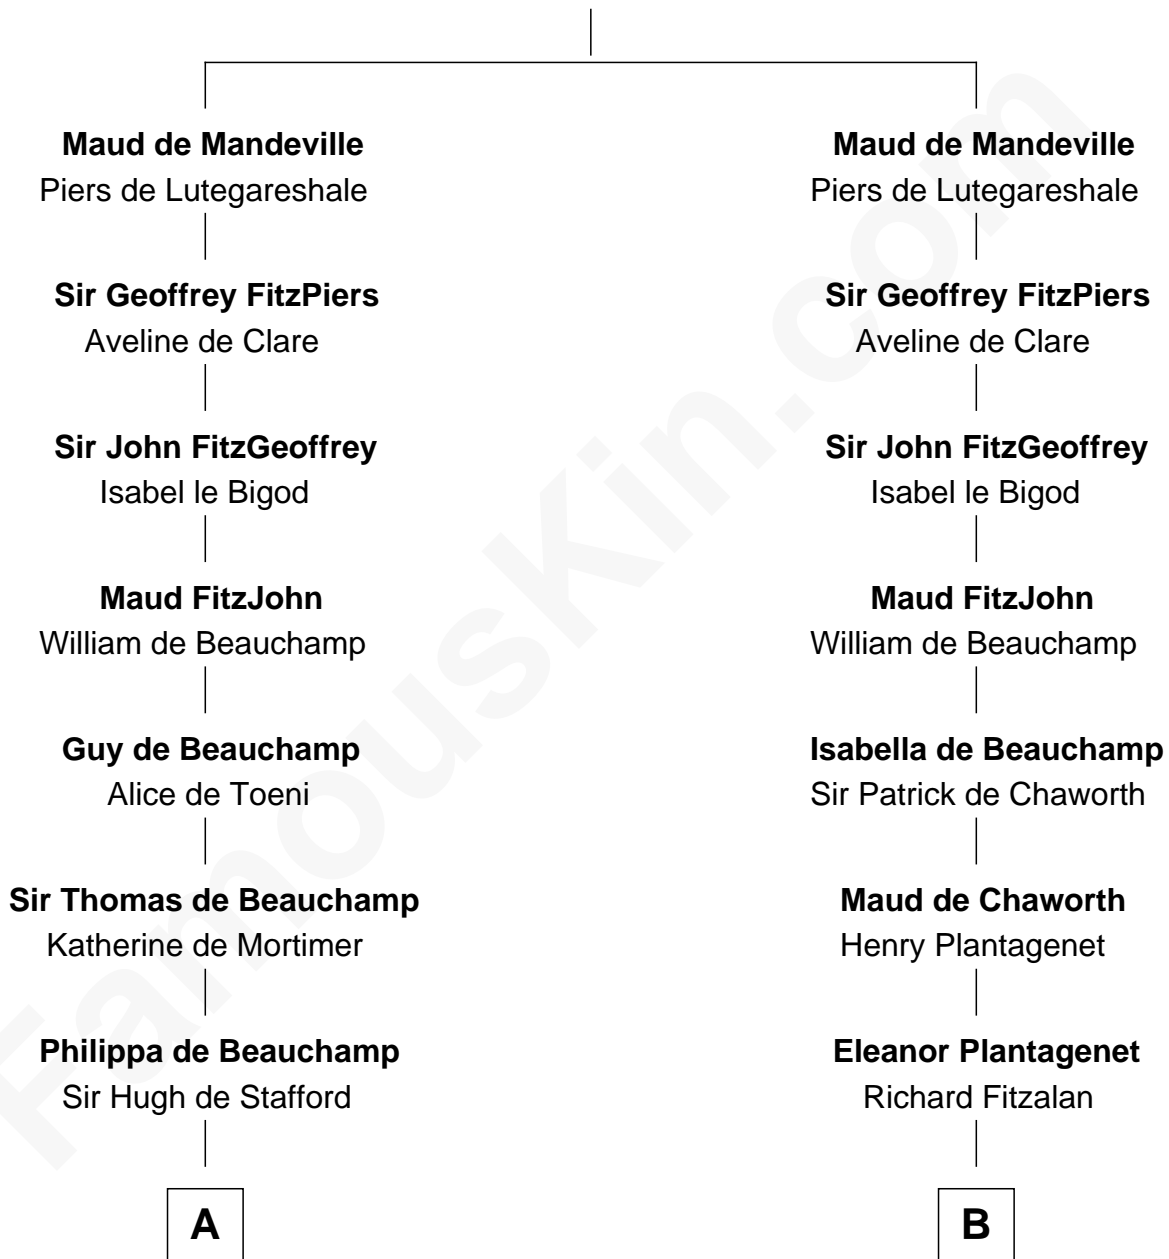 Maud de Mandeville
Piers de Lutegareshale
Sir Geoffrey FitzPiers
Aveline de Clare
Sir John FitzGeoffrey
Isabel le Bigod
Maud FitzJohn
William de Beauchamp
Guy de Beauchamp
Alice de Toeni
Sir Thomas de Beauchamp
Katherine de Mortimer
Philippa de Beauchamp
Sir Hugh de Stafford
A
Maud de Mandeville
Piers de Lutegareshale
Sir Geoffrey FitzPiers
Aveline de Clare
Sir John FitzGeoffrey
Isabel le Bigod
Maud FitzJohn
William de Beauchamp
Isabella de Beauchamp
Sir Patrick de Chaworth
Maud de Chaworth
Henry Plantagenet
Eleanor Plantagenet
Richard Fitzalan
B
FamousKin.com